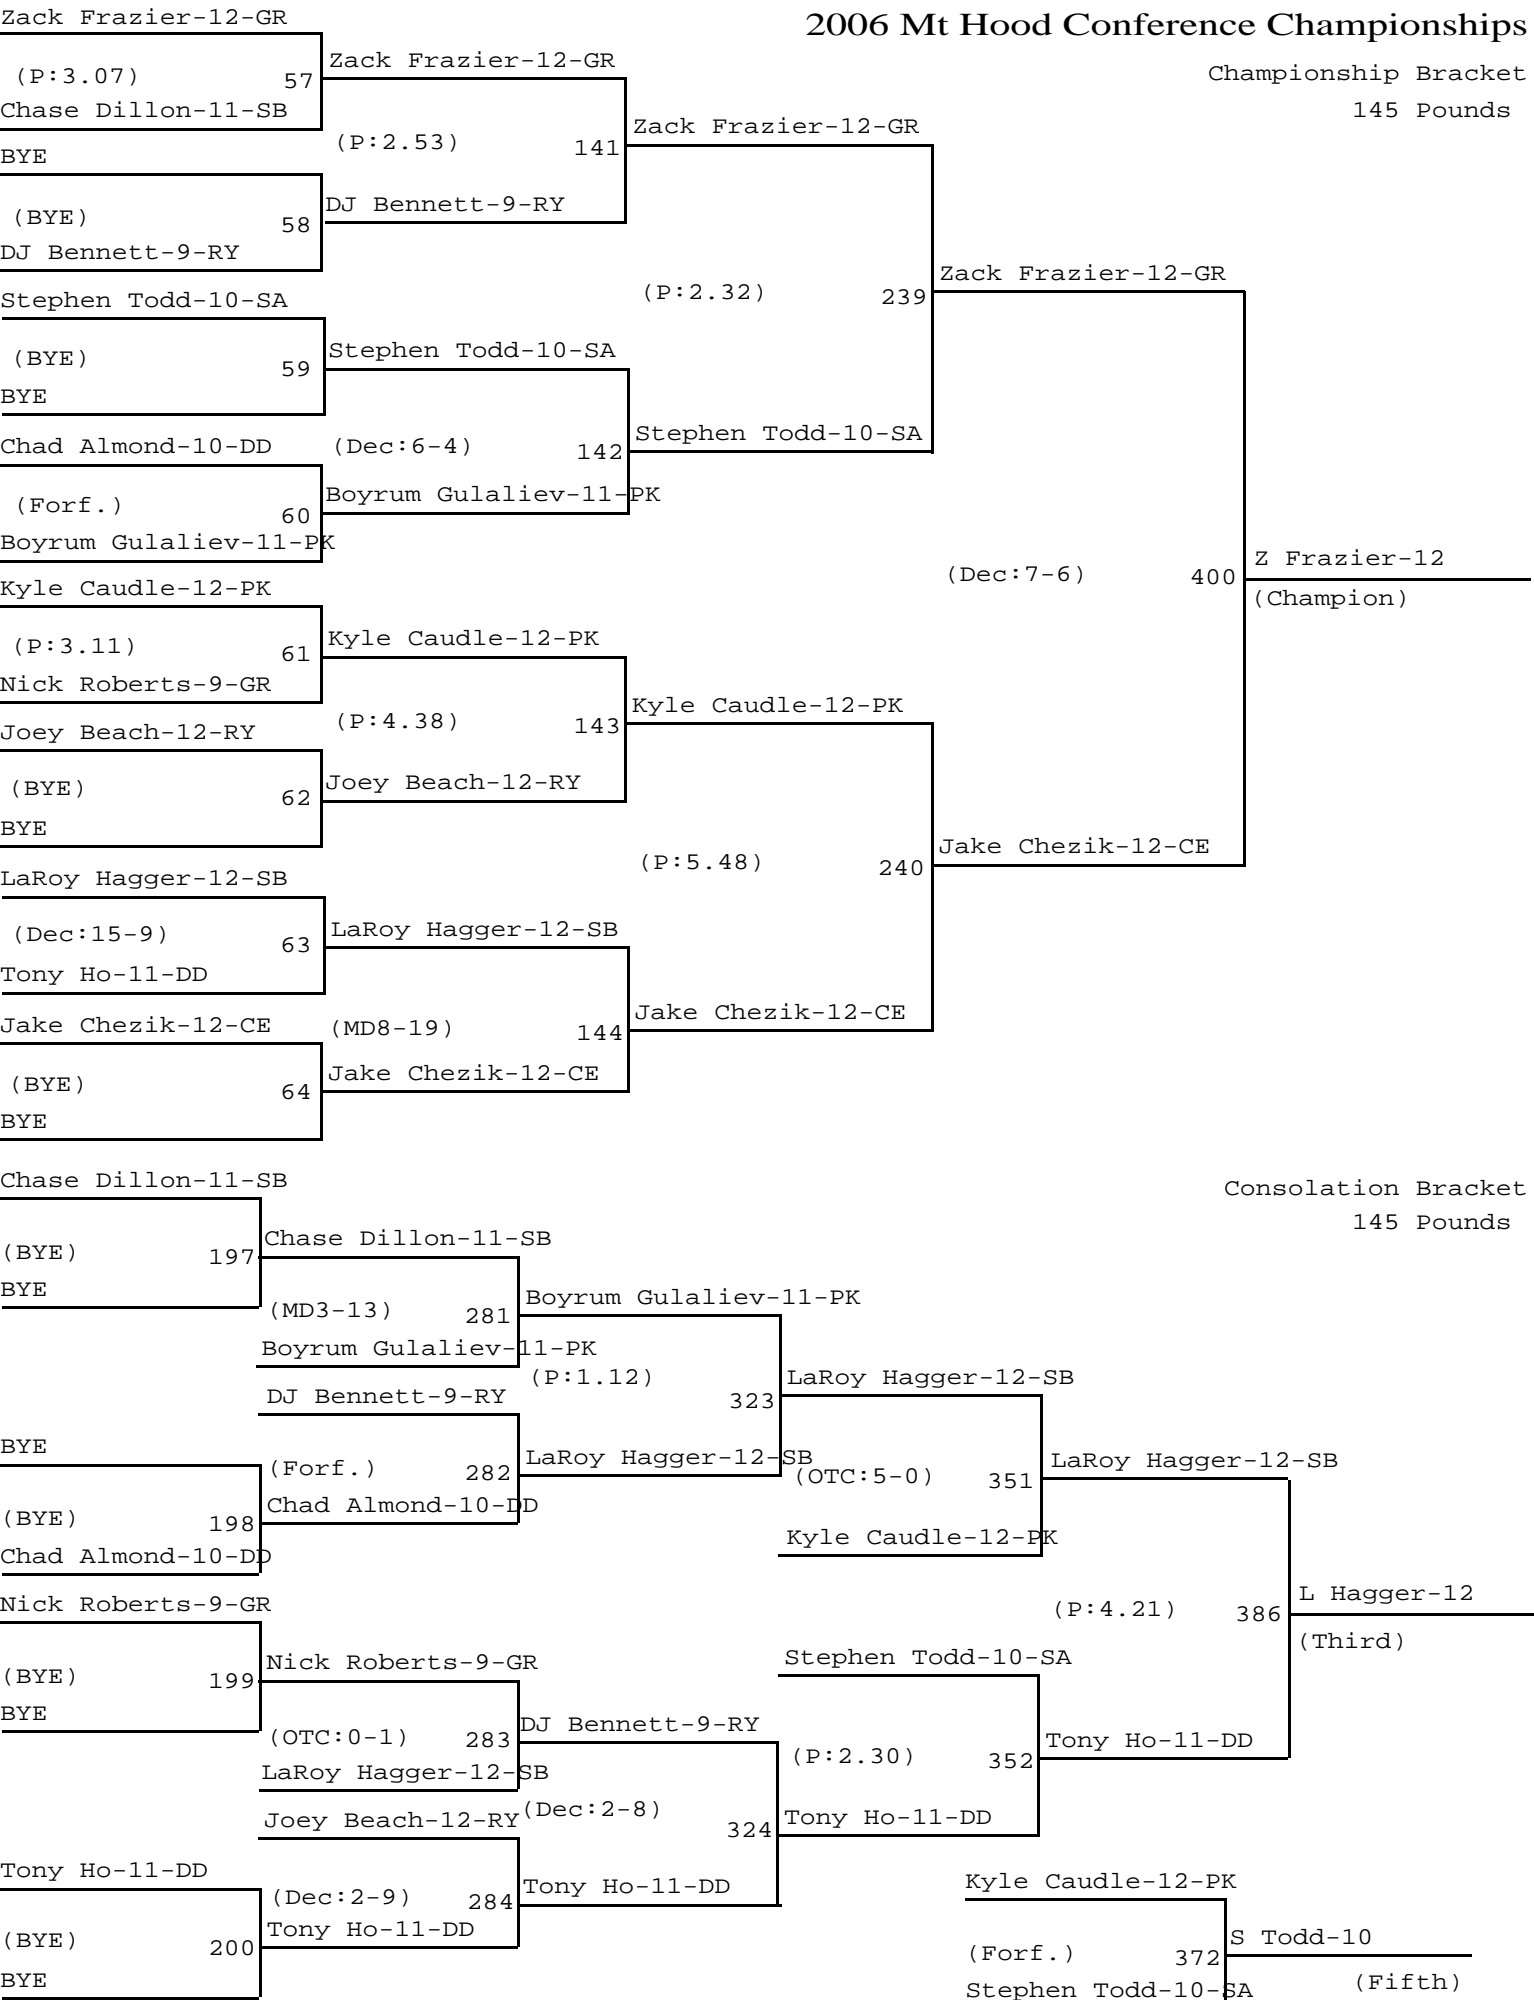 2006 Mt Hood Conference Championships
Championship Bracket
145 Pounds
Zack Frazier-12-GR
(P:3.07)
57
Chase Dillon-11-SB
BYE
(BYE)
58
DJ Bennett-9-RY
Stephen Todd-10-SA
(BYE)
59
BYE
Chad Almond-10-DD
(Forf.)
60
Boyrum Gulaliev-11-PK
Kyle Caudle-12-PK
(P:3.11)
61
Nick Roberts-9-GR
Joey Beach-12-RY
(BYE)
62
BYE
LaRoy Hagger-12-SB
(Dec:15-9)
63
Tony Ho-11-DD
Jake Chezik-12-CE
(BYE)
64
BYE
Zack Frazier-12-GR
(P:2.53)
141
DJ Bennett-9-RY
Stephen Todd-10-SA
(Dec:6-4)
142
Boyrum Gulaliev-11-PK
Kyle Caudle-12-PK
(P:4.38)
143
Joey Beach-12-RY
LaRoy Hagger-12-SB
(MD8-19)
144
Jake Chezik-12-CE
Zack Frazier-12-GR
(P:2.32)
239
Stephen Todd-10-SA
Kyle Caudle-12-PK
(P:5.48)
240
Jake Chezik-12-CE
Zack Frazier-12-GR
(Dec:7-6)
400
Jake Chezik-12-CE
Z Frazier-12
(Champion)
Consolation Bracket
145 Pounds
Chase Dillon-11-SB
(BYE)
197
BYE
BYE
(BYE)
198
Chad Almond-10-DD
Nick Roberts-9-GR
(BYE)
199
BYE
Tony Ho-11-DD
(BYE)
200
BYE
Chase Dillon-11-SB
(MD3-13)
281
Boyrum Gulaliev-11-PK
DJ Bennett-9-RY
(Forf.)
282
Chad Almond-10-DD
Nick Roberts-9-GR
(OTC:0-1)
283
LaRoy Hagger-12-SB
Joey Beach-12-RY
(Dec:2-9)
284
Tony Ho-11-DD
Boyrum Gulaliev-11-PK
(P:1.12)
323
LaRoy Hagger-12-SB
DJ Bennett-9-RY
(Dec:2-8)
324
Tony Ho-11-DD
LaRoy Hagger-12-SB
(OTC:5-0)
351
Kyle Caudle-12-PK
Stephen Todd-10-SA
(P:2.30)
352
Tony Ho-11-DD
LaRoy Hagger-12-SB
(P:4.21)
386
Tony Ho-11-DD
L Hagger-12
(Third)
Kyle Caudle-12-PK
(Forf.)
372
Stephen Todd-10-SA
S Todd-10
(Fifth)